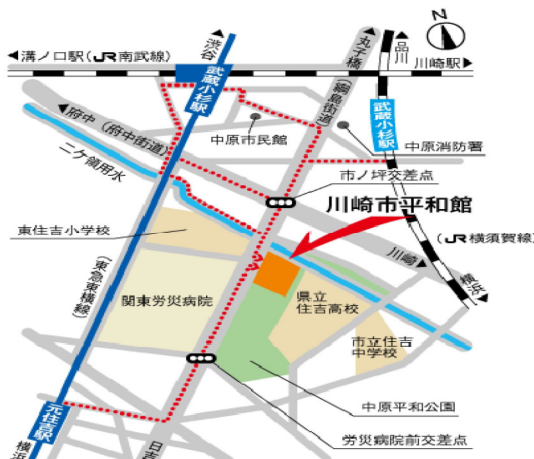 渋谷
丸子橋
品川
N
◀溝ノ口駅(JR南武線)
川崎駅▶
武蔵小杉駅
(綱島街道)
武蔵小杉駅
◀府中(府中街道)
中原市民館
中原消防署
二ケ領用水
市ノ坪交差点
川崎市平和館
東住吉小学校
(JR横須賀線)
川崎
横浜
(東急東横線)
関東労災病院
県立
住吉高校
市立住吉
中学校
元住吉駅
中原平和公園
労災病院前交差点
横浜
日吉